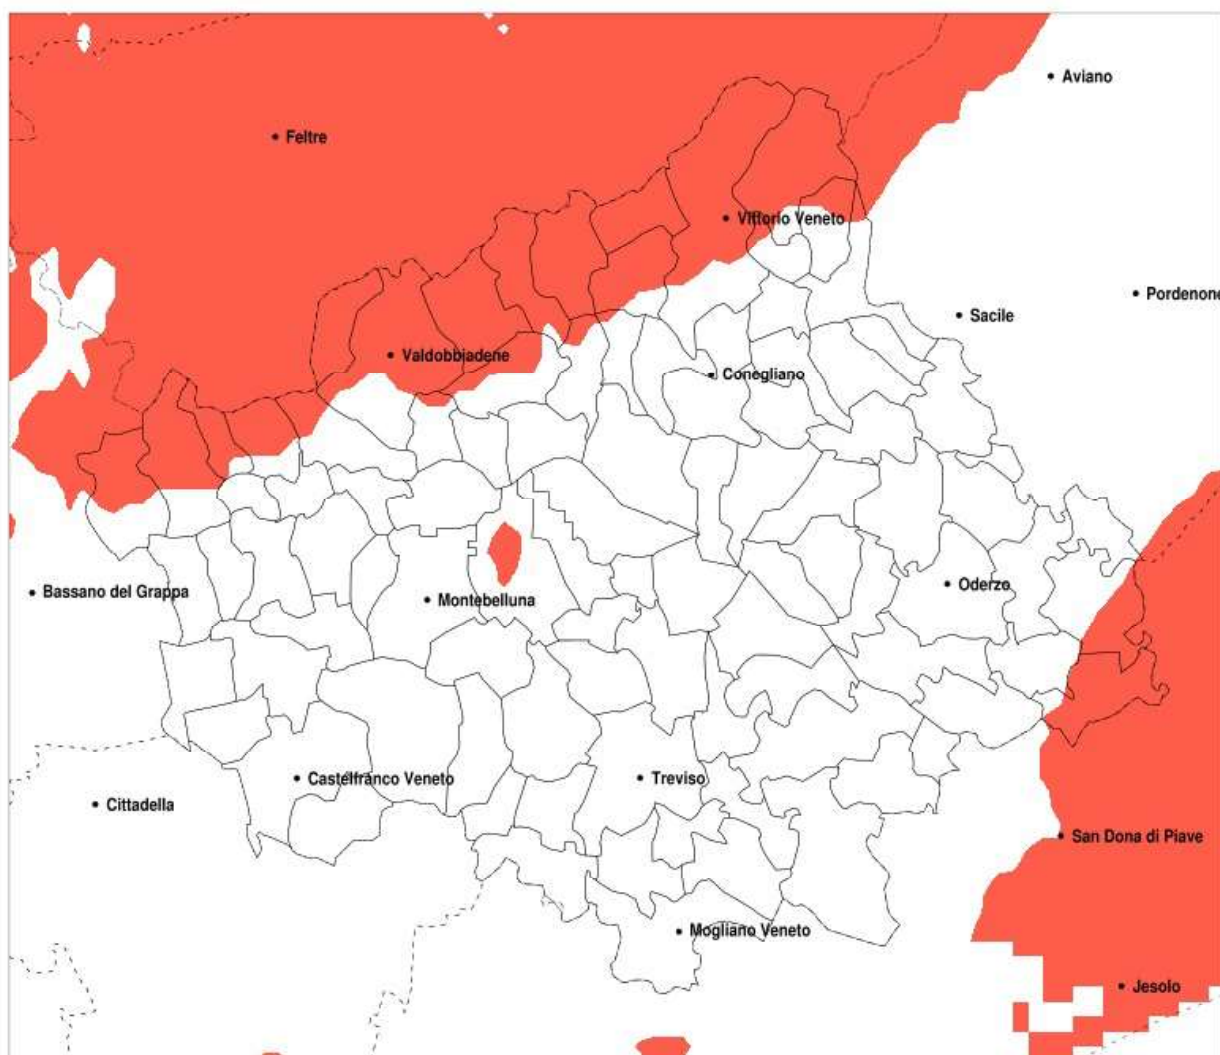 Aviano
Feltre
Vittorio Veneto
Pordenone
Sacile
Valdobbiadene
Conegliano
Oderzo
Bassano del Grappa
Montebelluna
Castelfranco Veneto
Treviso
Cittadella
San Dona di Piave
Mogliano Veneto
Jesolo